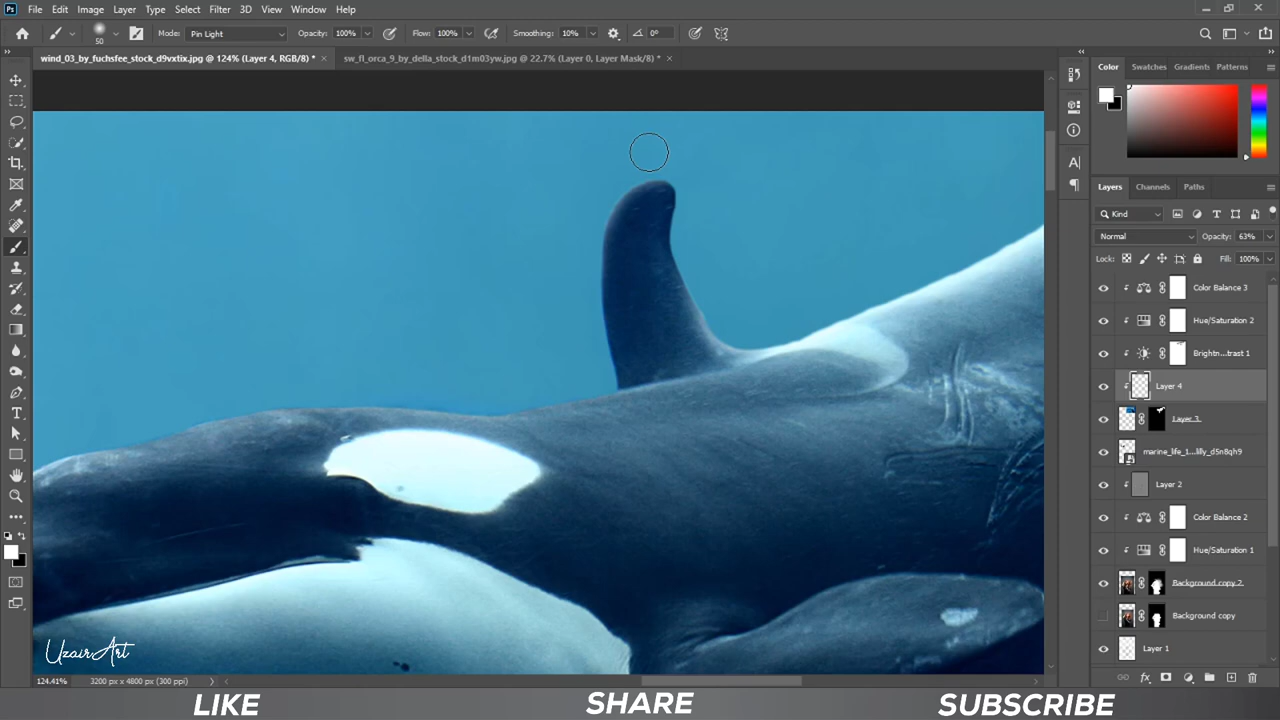 Ps File Edit Image Layer Type Select Filter 3D View Window Help
50 Mode: Pin Light Opacity: 100% Flow: 100% Smoothing: 10% 0°
wind_03_by_fuchsfee_stock_d9vxtix.jpg @ 124% (Layer 4, RGB/8) *
sw_fl_orca_9_by_della_stock_d1m03yw.jpg @ 22.7% (Layer 0, Layer Mask/8) *
Color Swatches Gradients Patterns
Layers Channels Paths
Kind
Normal Opacity: 63%
Lock: Fill: 100%
Color Balance 3
Hue/Saturation 2
Brightn...trast 1
Layer 4
Layer 3
marine_life_1...lilly_d5n8qh9
Layer 2
Color Balance 2
Hue/Saturation 1
Background copy 2
Background copy
Layer 1
UzairArt
124.41% 3200 px x 4800 px (300 ppi)
LIKE SHARE SUBSCRIBE